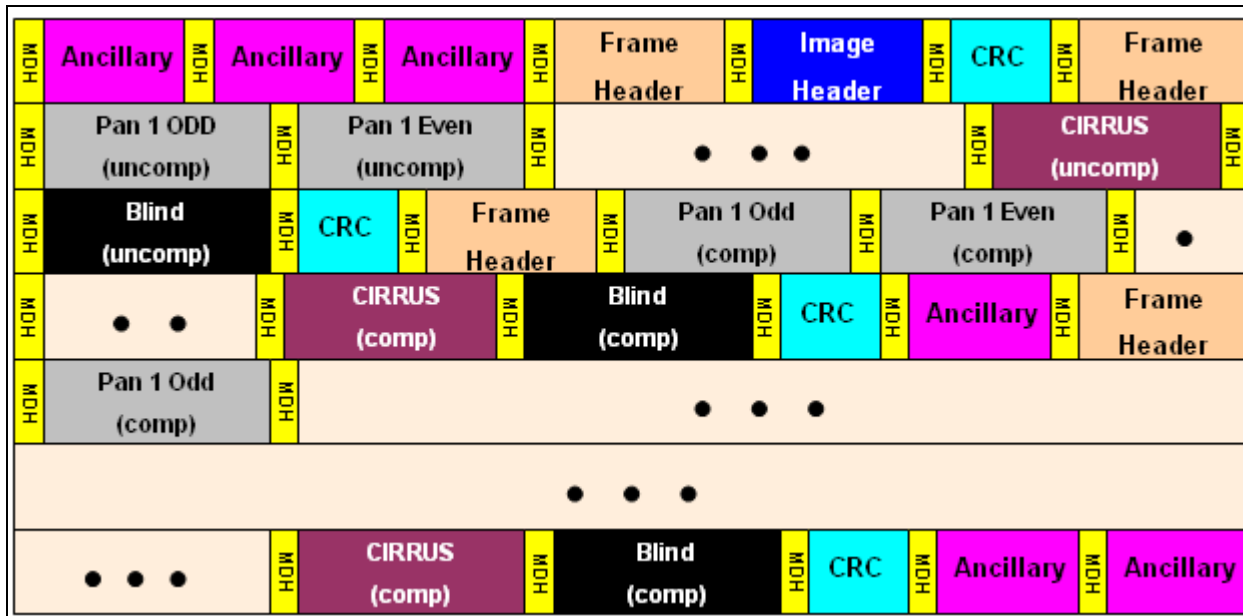 MDH Ancillary MDH Ancillary MDH Ancillary MDH Frame Header MDH Image Header MDH CRC MDH Frame Header
MDH Pan 1 ODD (uncomp) MDH Pan 1 Even (uncomp) MDH • • • MDH CIRRUS (uncomp) MDH
MDH Blind (uncomp) MDH CRC MDH Frame Header MDH Pan 1 Odd (comp) MDH Pan 1 Even (comp) MDH •
MDH • • MDH CIRRUS (comp) MDH Blind (comp) MDH CRC MDH Ancillary MDH Frame Header
MDH Pan 1 Odd (comp) MDH • • •
• • •
• • • MDH CIRRUS (comp) MDH Blind (comp) MDH CRC MDH Ancillary MDH Ancillary